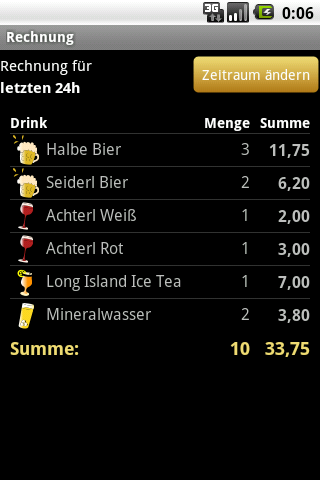 3G 0:06
Rechnung
Rechnung für
letzten 24h
Zeitraum ändern
Drink Menge Summe
Halbe Bier 3 11,75
Seiderl Bier 2 6,20
Achterl Weiß 1 2,00
Achterl Rot 1 3,00
Long Island Ice Tea 1 7,00
Mineralwasser 2 3,80
Summe: 10 33,75